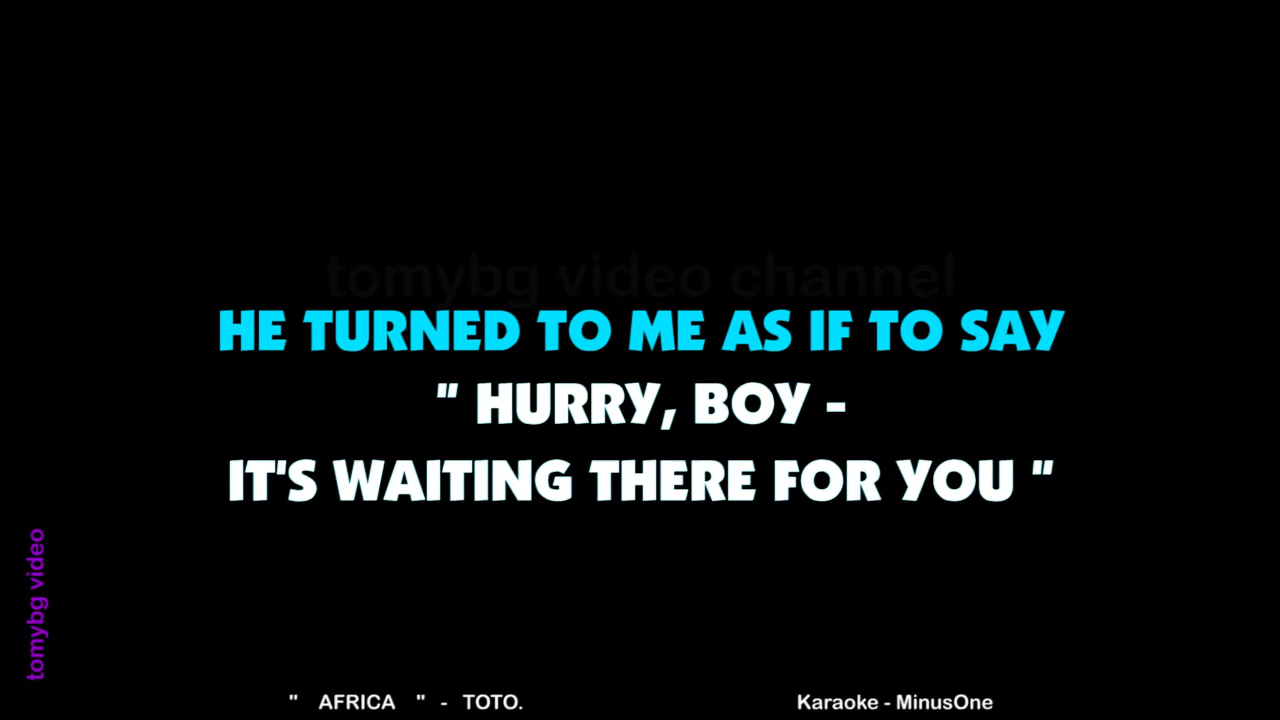 tomybg video channel
HE TURNED TO ME AS IF TO SAY
" HURRY, BOY -
IT'S WAITING THERE FOR YOU "
tomybg video
" AFRICA " - TOTO. Karaoke - MinusOne